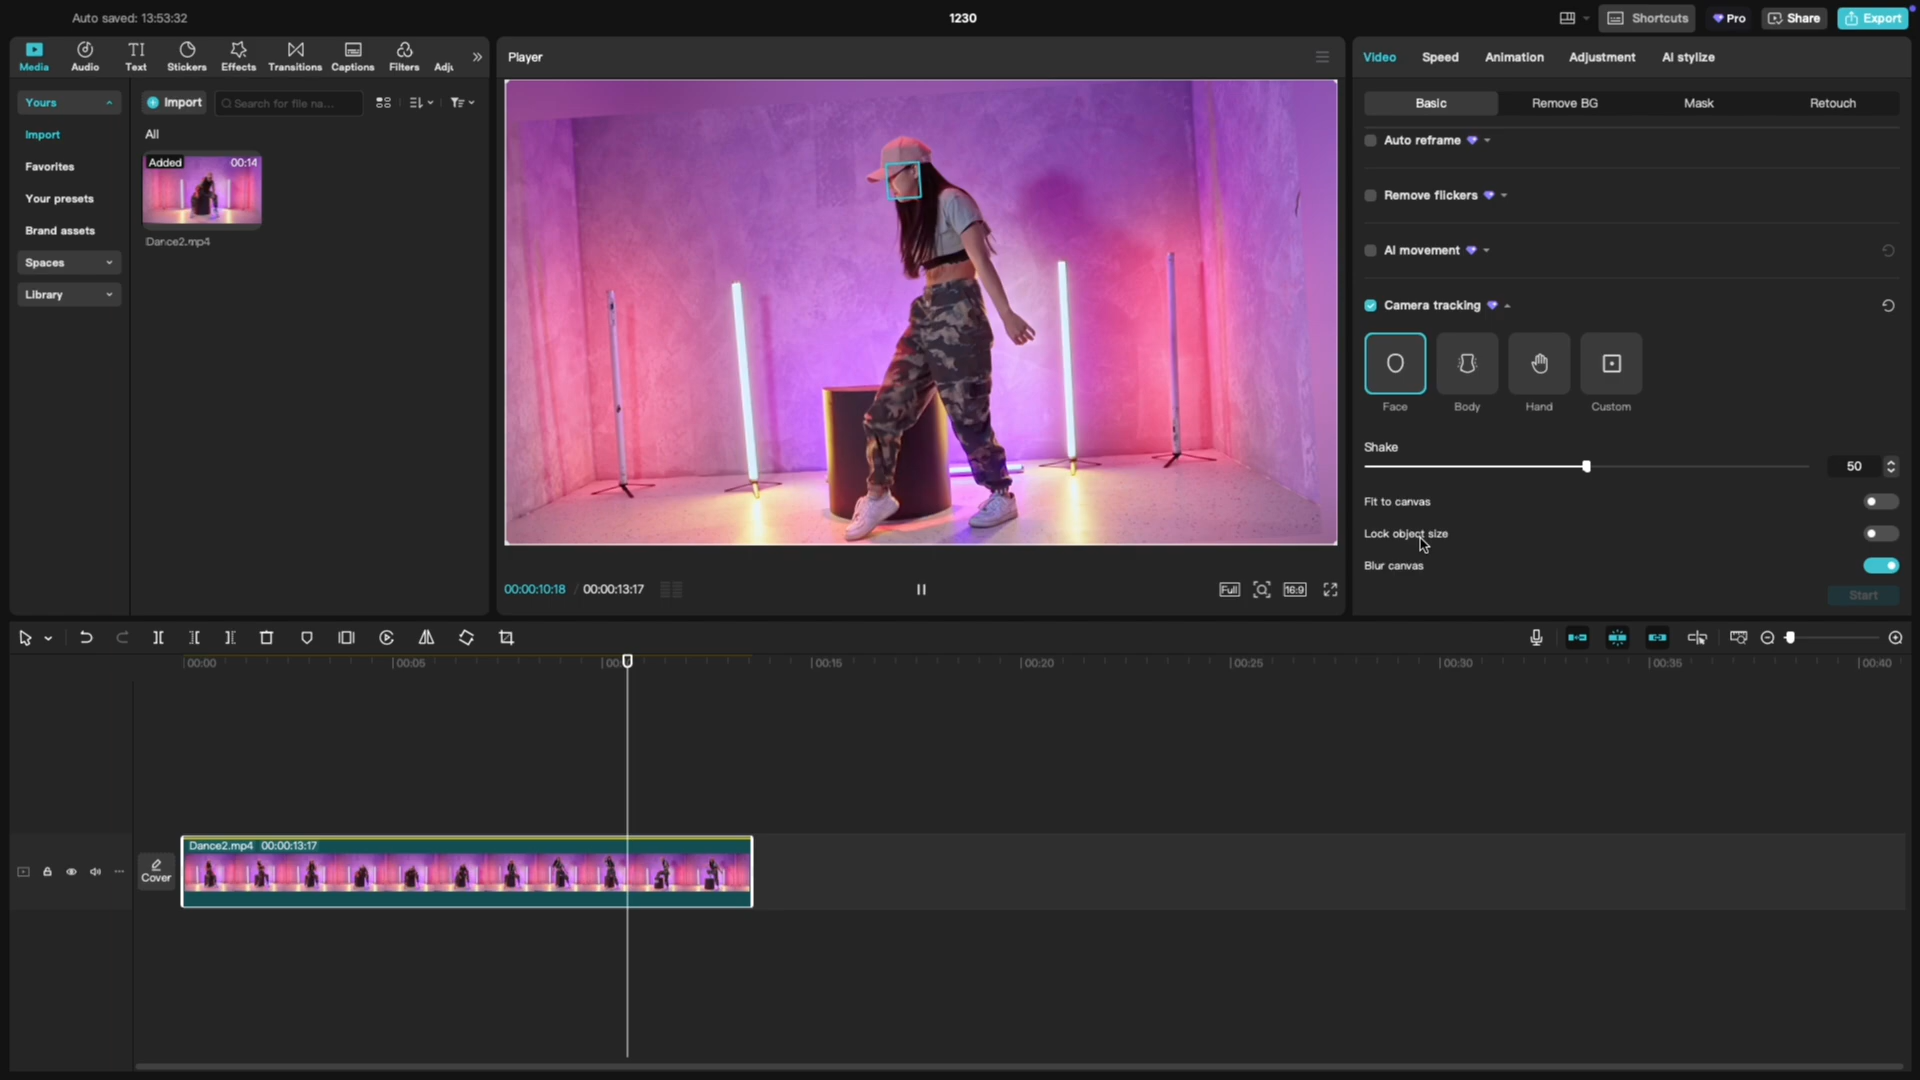 Auto saved: 13:53:32
1230
Shortcuts
Pro
Share
Export
Media
Audio
Text
Stickers
Effects
Transitions
Captions
Filters
Adju
Yours
Import
Favorites
Your presets
Brand assets
Spaces
Library
Import
Search for file na...
All
Added 00:14
Dance2.mp4
Player
00:00:10:18 / 00:00:13:17
Full
16:9
Video
Speed
Animation
Adjustment
AI stylize
Basic
Remove BG
Mask
Retouch
Auto reframe
Remove flickers
AI movement
Camera tracking
Face
Body
Hand
Custom
Shake
50
Fit to canvas
Lock object size
Blur canvas
Start
00:00
00:05
00:15
00:20
00:25
00:30
00:35
00:40
Cover
Dance2.mp4 00:00:13:17